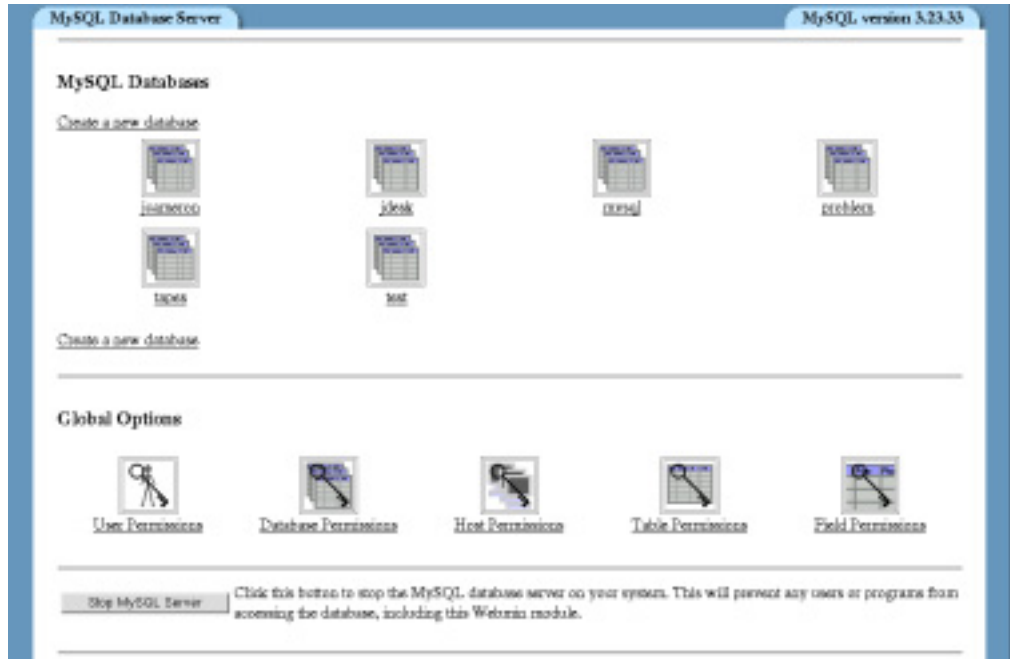 MySQL Database Server
MySQL version 3.23.33
MySQL Databases
Create a new database
jcameron
jdesk
mysql
problem
tapes
test
Create a new database
Global Options
User Permissions
Database Permissions
Host Permissions
Table Permissions
Field Permissions
Stop MySQL Server
Click this button to stop the MySQL database server on your system. This will prevent any users or programs from
accessing the database, including this Webmin module.